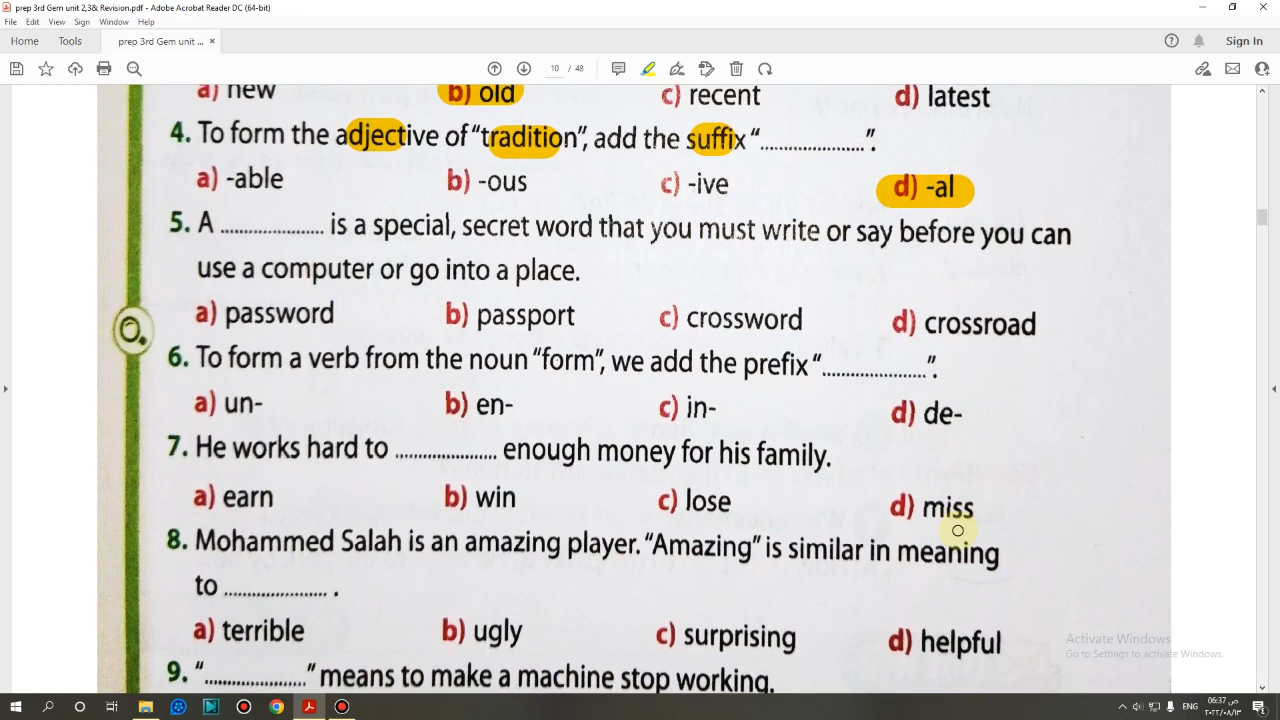 prep 3rd Gem unit 2,3& Revision.pdf - Adobe Acrobat Reader DC (64-bit)
File Edit View Sign Window Help
Home Tools prep 3rd Gem unit ... × Sign In
10 / 48
a) new b) old c) recent d) latest
4. To form the adjective of “tradition”, add the suffix “.....................”.
a) -able b) -ous c) -ive d) -al
5. A ..................... is a special, secret word that you must write or say before you can
use a computer or go into a place.
a) password b) passport c) crossword d) crossroad
O.
6. To form a verb from the noun “form”, we add the prefix “.....................”.
a) un- b) en- c) in- d) de-
7. He works hard to .................... enough money for his family.
a) earn b) win c) lose d) miss
8. Mohammed Salah is an amazing player. “Amazing” is similar in meaning
to ..................... .
a) terrible b) ugly c) surprising d) helpful
Activate Windows
Go to Settings to activate Windows.
9. “.....................” means to make a machine stop working.
ENG 06:37 ص
٢٠٢٢/٠٨/١٣